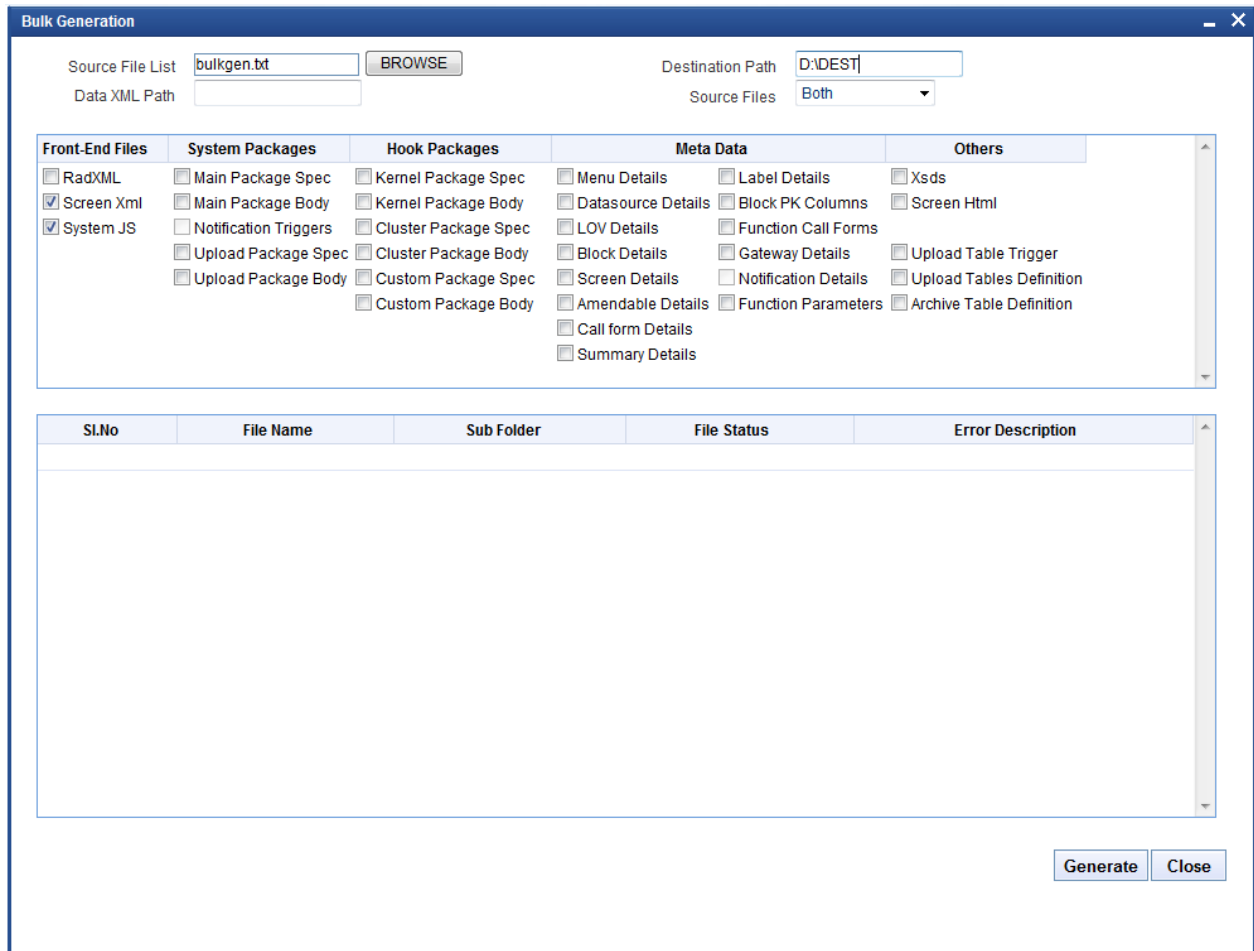 Bulk Generation
Source File List bulkgen.txt BROWSE Destination Path D:\DEST
Data XML Path Source Files Both
Front-End Files System Packages Hook Packages Meta Data Others
RadXML Main Package Spec Kernel Package Spec Menu Details Label Details Xsds
Screen Xml Main Package Body Kernel Package Body Datasource Details Block PK Columns Screen Html
System JS Notification Triggers Cluster Package Spec LOV Details Function Call Forms
Upload Package Spec Cluster Package Body Block Details Gateway Details Upload Table Trigger
Upload Package Body Custom Package Spec Screen Details Notification Details Upload Tables Definition
Custom Package Body Amendable Details Function Parameters Archive Table Definition
Call form Details
Summary Details
Sl.No File Name Sub Folder File Status Error Description
Generate Close